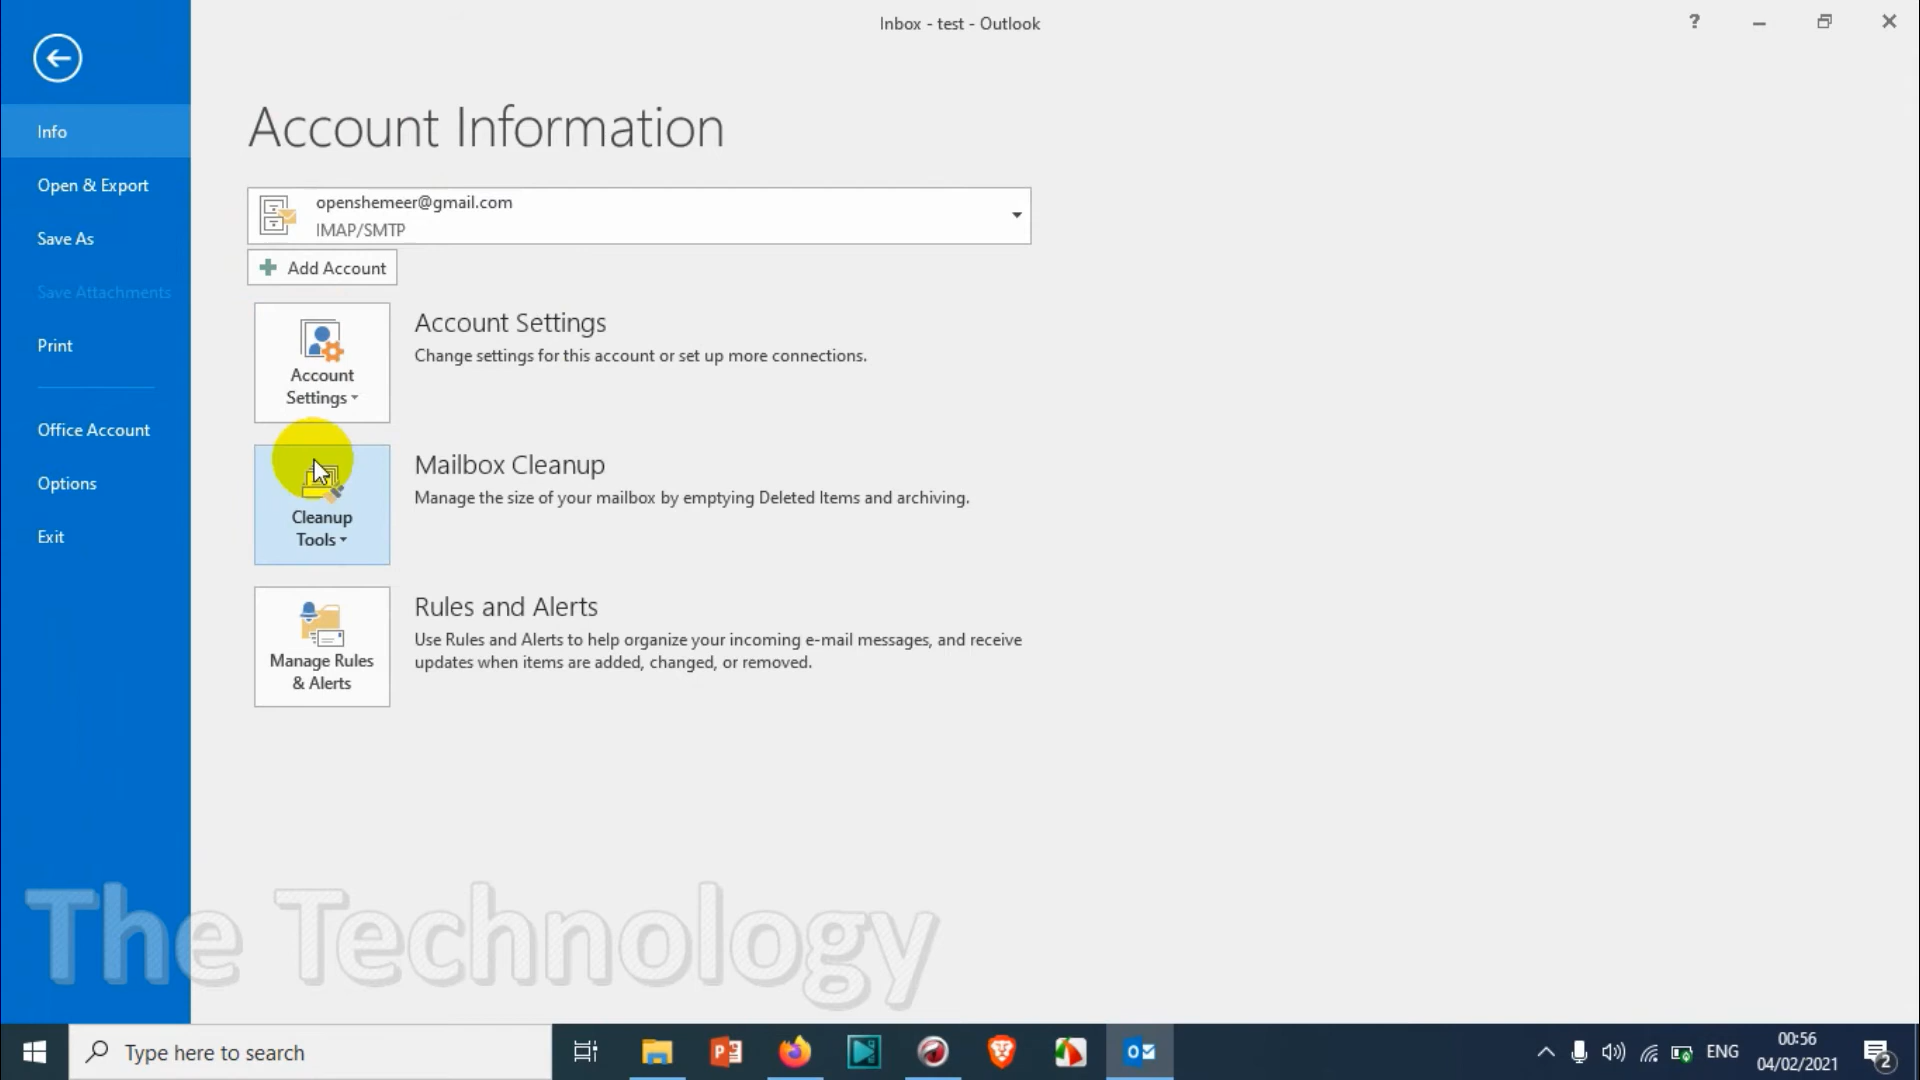 Inbox - test - Outlook
?
Info
Open & Export
Save As
Save Attachments
Print
Office Account
Options
Exit
Account Information
openshemeer@gmail.com
IMAP/SMTP
Add Account
Account
Settings
Account Settings
Change settings for this account or set up more connections.
Cleanup
Tools
Mailbox Cleanup
Manage the size of your mailbox by emptying Deleted Items and archiving.
Manage Rules
& Alerts
Rules and Alerts
Use Rules and Alerts to help organize your incoming e-mail messages, and receive
updates when items are added, changed, or removed.
The Technology
Type here to search
ENG
00:56
04/02/2021
2